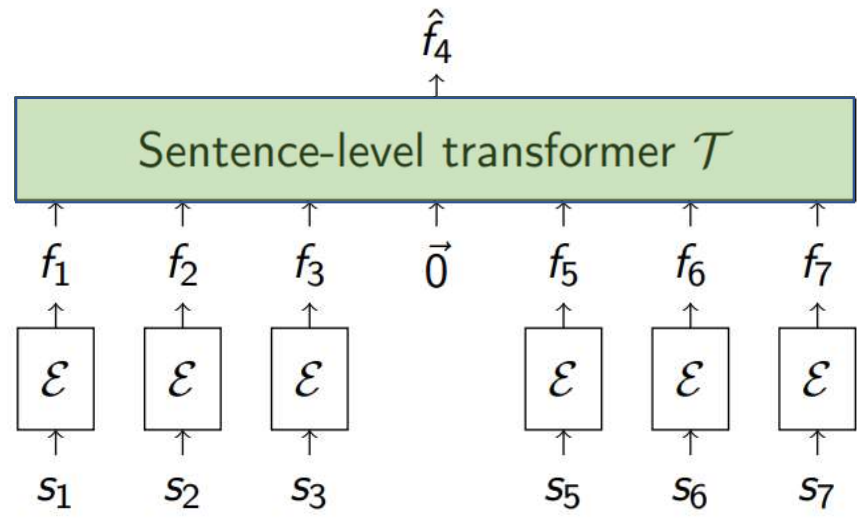 f̂₄
Sentence-level transformer 𝒯
f₁ f₂ f₃ 0⃗ f₅ f₆ f₇
ℰ ℰ ℰ ℰ ℰ ℰ
s₁ s₂ s₃ s₅ s₆ s₇